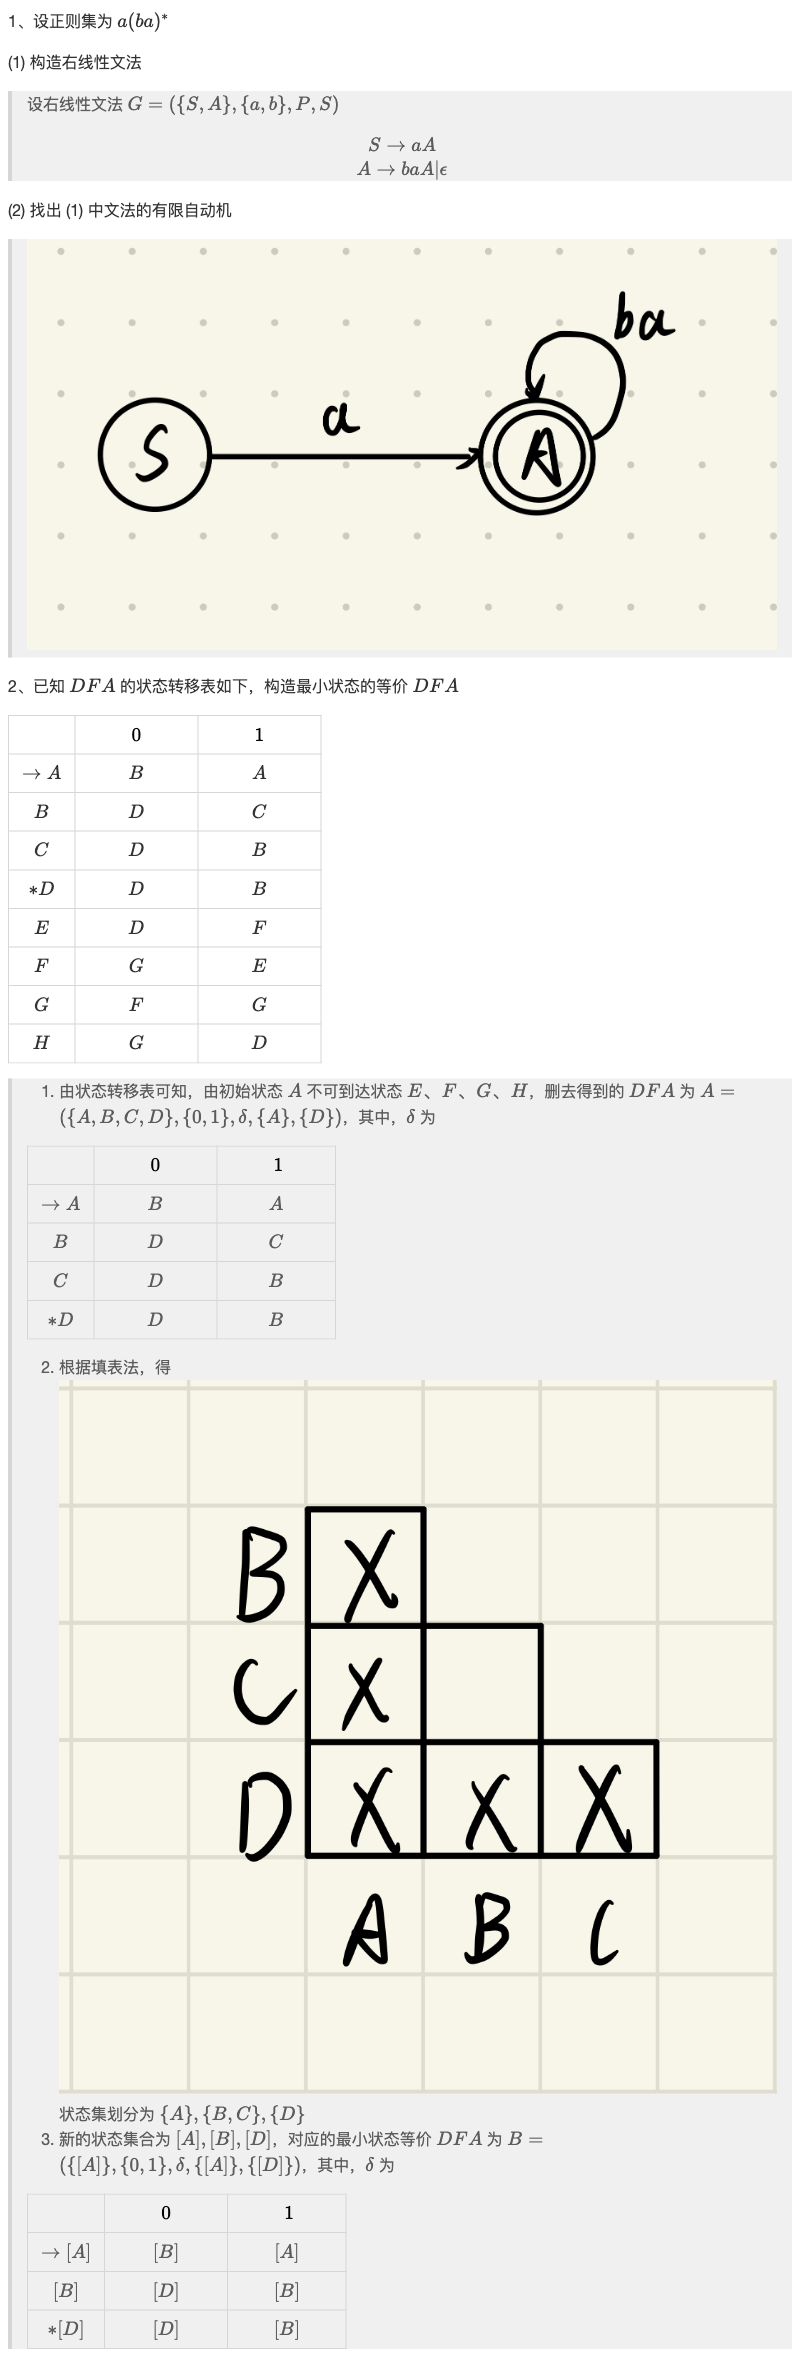 1、设正则集为 a(ba)*
(1) 构造右线性文法
设右线性文法 G = ({S, A}, {a, b}, P, S)
S → aA
A → baA|ϵ
(2) 找出 (1) 中文法的有限自动机
ba
a
S
A
2、已知 DFA 的状态转移表如下，构造最小状态的等价 DFA
0 1
→ A B A
B D C
C D B
*D D B
E D F
F G E
G F G
H G D
1. 由状态转移表可知，由初始状态 A 不可到达状态 E、F、G、H，删去得到的 DFA 为 A =
({A, B, C, D}, {0, 1}, δ, {A}, {D})，其中，δ 为
0 1
→ A B A
B D C
C D B
*D D B
2. 根据填表法，得
B X
C X
D X X X
A B C
状态集划分为 {A}, {B, C}, {D}
3. 新的状态集合为 [A], [B], [D]，对应的最小状态等价 DFA 为 B =
({[A]}, {0, 1}, δ, {[A]}, {[D]})，其中，δ 为
0 1
→ [A] [B] [A]
[B] [D] [B]
*[D] [D] [B]